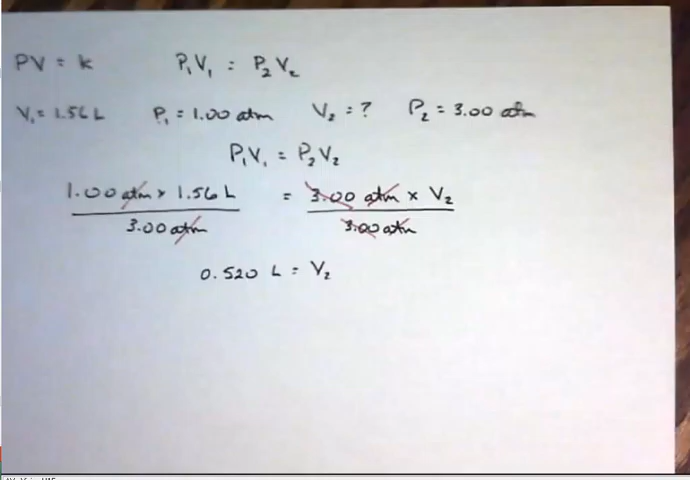 PV = k P₁V₁ = P₂V₂
V₁ = 1.56 L P₁ = 1.00 atm V₂ = ? P₂ = 3.00 atm
P₁V₁ = P₂V₂
1.00 atm x 1.56 L = 3.00 atm x V₂
3.00 atm 3.00 atm
0.520 L = V₂